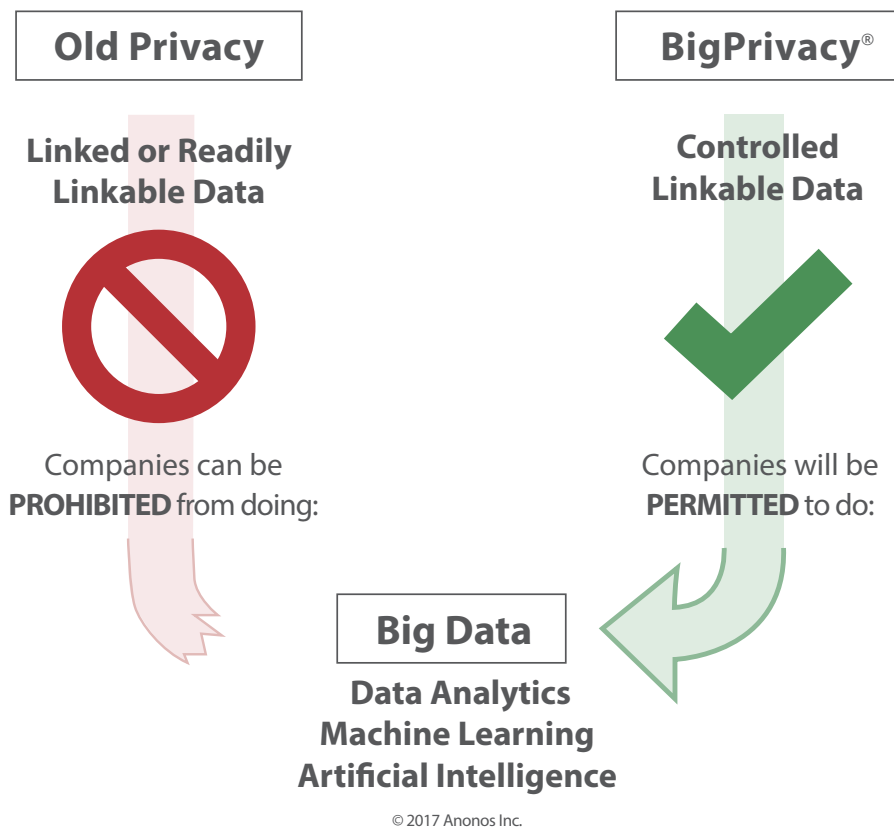 Old Privacy
Linked or Readily
Linkable Data
Companies can be
PROHIBITED from doing:
BigPrivacy®
Controlled
Linkable Data
Companies will be
PERMITTED to do:
Big Data
Data Analytics
Machine Learning
Artificial Intelligence
© 2017 Anonos Inc.